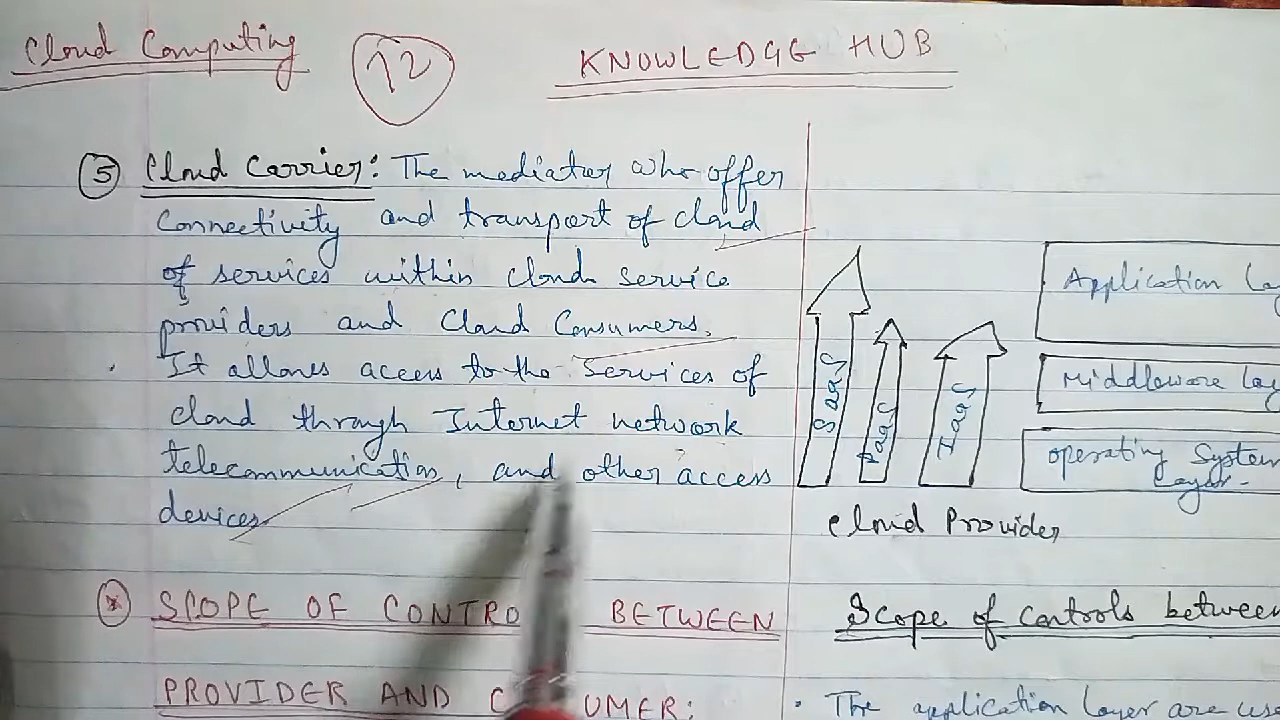 Cloud Computing
12
KNOWLEDGE HUB
5 Cloud Carrier: The mediator who offer
Connectivity and transport of cloud
of services within cloud service
providers and Cloud Consumers.
It allows access to the services of
cloud through Internet network
telecommunication, and other access
devices
SCOPE OF CONTRO BETWEEN
PROVIDER AND C UMER:
SaaS
PaaS
IaaS
Application La
Middleware Lay
Operating System
Layer-
Cloud Provider
Scope of Controls between
The application layer are use